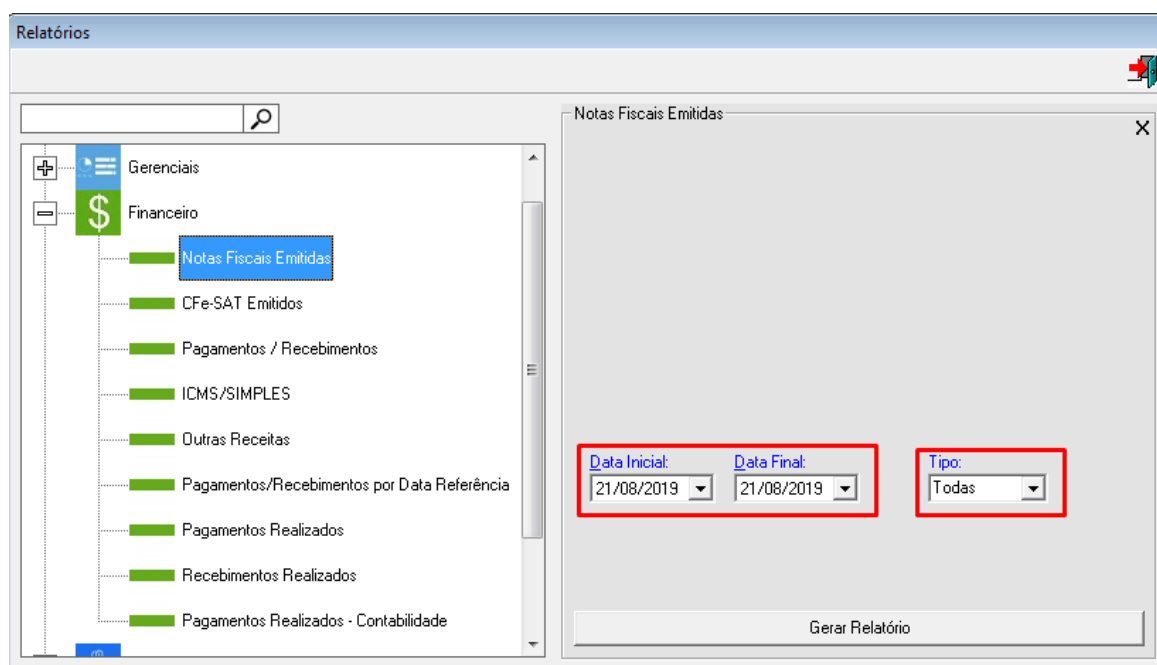 Relatórios
Notas Fiscais Emitidas
X
Gerenciais
Financeiro
Notas Fiscais Emitidas
CFe-SAT Emitidos
Pagamentos / Recebimentos
ICMS/SIMPLES
Outras Receitas
Pagamentos/Recebimentos por Data Referência
Pagamentos Realizados
Recebimentos Realizados
Pagamentos Realizados - Contabilidade
Data Inicial: Data Final: Tipo:
21/08/2019 21/08/2019 Todas
Gerar Relatório